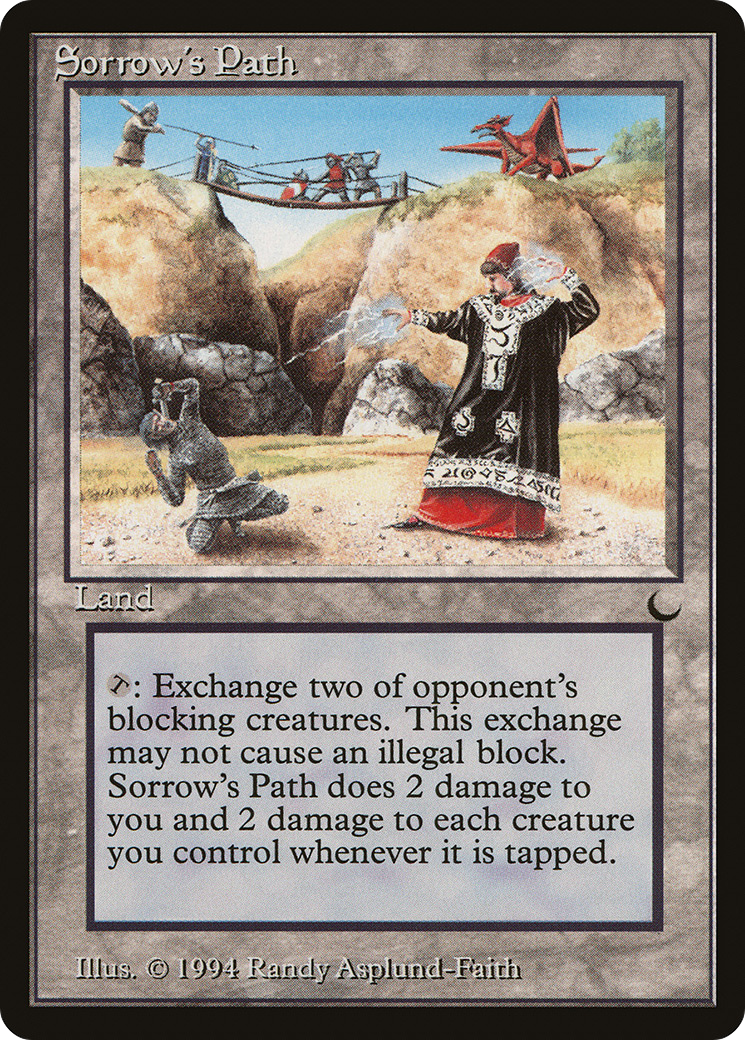 Sorrow's Path
Land
T: Exchange two of opponent's
blocking creatures. This exchange
may not cause an illegal block.
Sorrow's Path does 2 damage to
you and 2 damage to each creature
you control whenever it is tapped.
Illus. © 1994 Randy Asplund-Faith